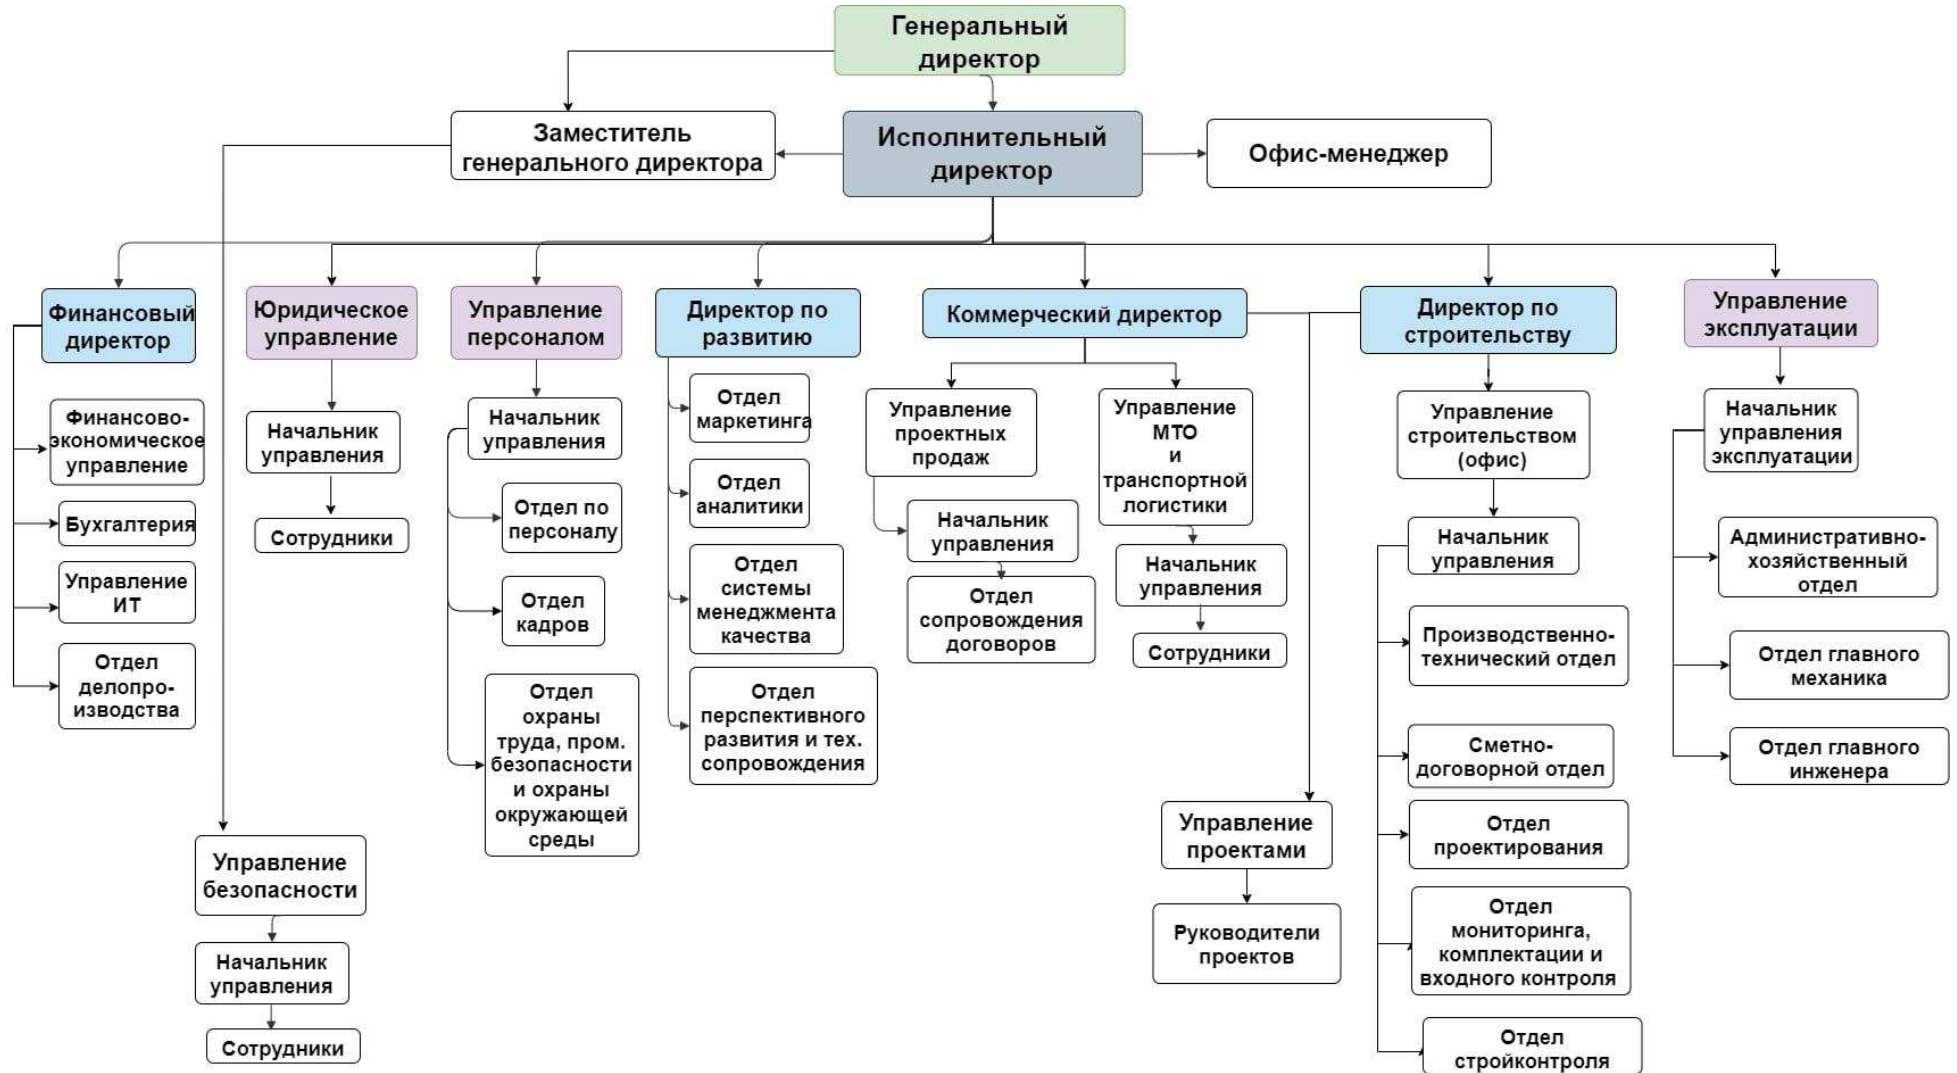 Генеральный
директор
Заместитель
генерального директора
Исполнительный
директор
Офис-менеджер
Финансовый
директор
Юридическое
управление
Управление
персоналом
Директор по
развитию
Коммерческий директор
Директор по
строительству
Управление
эксплуатации
Финансово-
экономическое
управление
Бухгалтерия
Управление
ИТ
Отдел
делопро-
изводства
Начальник
управления
Сотрудники
Начальник
управления
Отдел по
персоналу
Отдел
кадров
Отдел
охраны
труда, пром.
безопасности
и охраны
окружающей
среды
Отдел
маркетинга
Отдел
аналитики
Отдел
системы
менеджмента
качества
Отдел
перспективного
развития и тех.
сопровождения
Управление
проектных
продаж
Начальник
управления
Отдел
сопровождения
договоров
Управление
МТО
и
транспортной
логистики
Начальник
управления
Сотрудники
Управление
строительством
(офис)
Начальник
управления
Производственно-
технический отдел
Сметно-
договорной отдел
Отдел
проектирования
Отдел
мониторинга,
комплектации и
входного контроля
Отдел
стройконтроля
Начальник
управления
эксплуатации
Административно-
хозяйственный
отдел
Отдел главного
механика
Отдел главного
инженера
Управление
проектами
Руководители
проектов
Управление
безопасности
Начальник
управления
Сотрудники